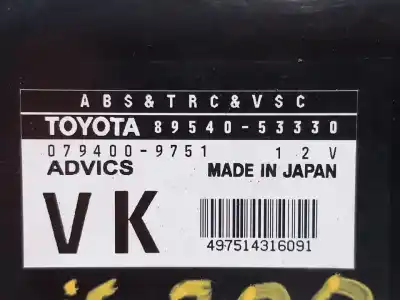 ABS&TRC&VSC
TOYOTA 89540-53330
079400-9751 12V
ADVICS MADE IN JAPAN
VK
497514316091